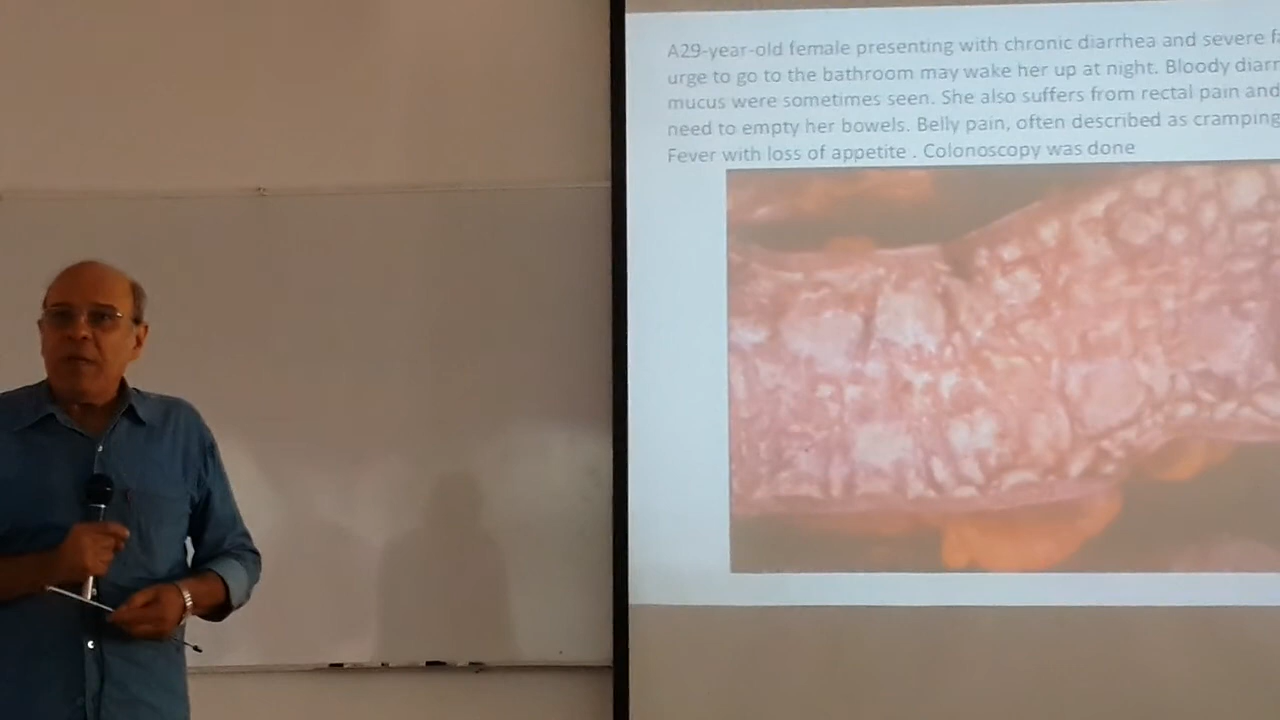 A29-year-old female presenting with chronic diarrhea and severe
urge to go to the bathroom may wake her up at night. Bloody
mucus were sometimes seen. She also suffers from rectal pain and
need to empty her bowels. Belly pain, often described as cramping
Fever with loss of appetite . Colonoscopy was done